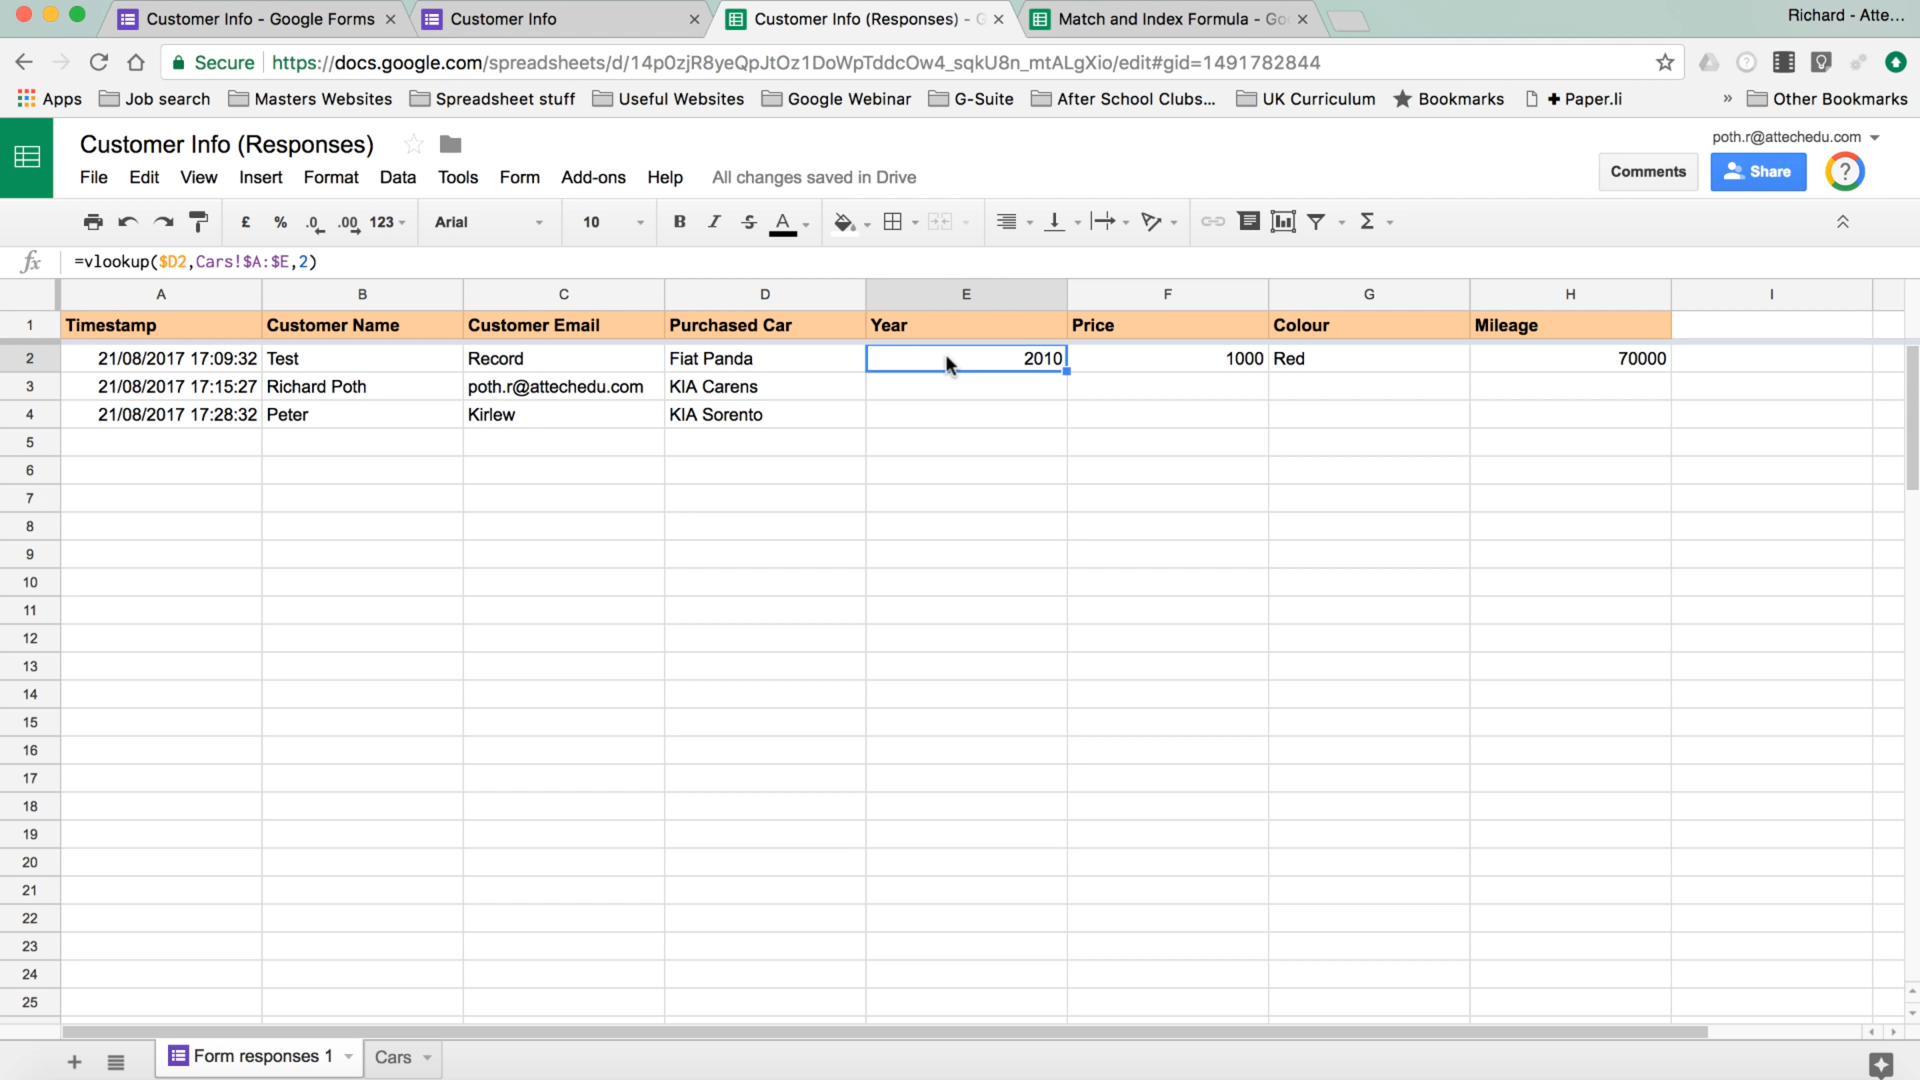 Customer Info - Google Forms
Customer Info
Customer Info (Responses) - G
Match and Index Formula - Go
Richard - Atte...
Secure
https://docs.google.com/spreadsheets/d/14p0zjR8yeQpJtOz1DoWpTddcOw4_sqkU8n_mtALgXio/edit#gid=1491782844
Apps Job search Masters Websites Spreadsheet stuff Useful Websites Google Webinar G-Suite After School Clubs... UK Curriculum Bookmarks + Paper.li » Other Bookmarks
Customer Info (Responses)
poth.r@attechedu.com
File Edit View Insert Format Data Tools Form Add-ons Help All changes saved in Drive
Comments Share ?
£ % .0 .00 123 Arial 10 B I S A Σ
fx =vlookup($D2,Cars!$A:$E,2)
A B C D E F G H I
1 Timestamp Customer Name Customer Email Purchased Car Year Price Colour Mileage
2 21/08/2017 17:09:32 Test Record Fiat Panda 2010 1000 Red 70000
3 21/08/2017 17:15:27 Richard Poth poth.r@attechedu.com KIA Carens
4 21/08/2017 17:28:32 Peter Kirlew KIA Sorento
5
6
7
8
9
10
11
12
13
14
15
16
17
18
19
20
21
22
23
24
25
+ Form responses 1 Cars